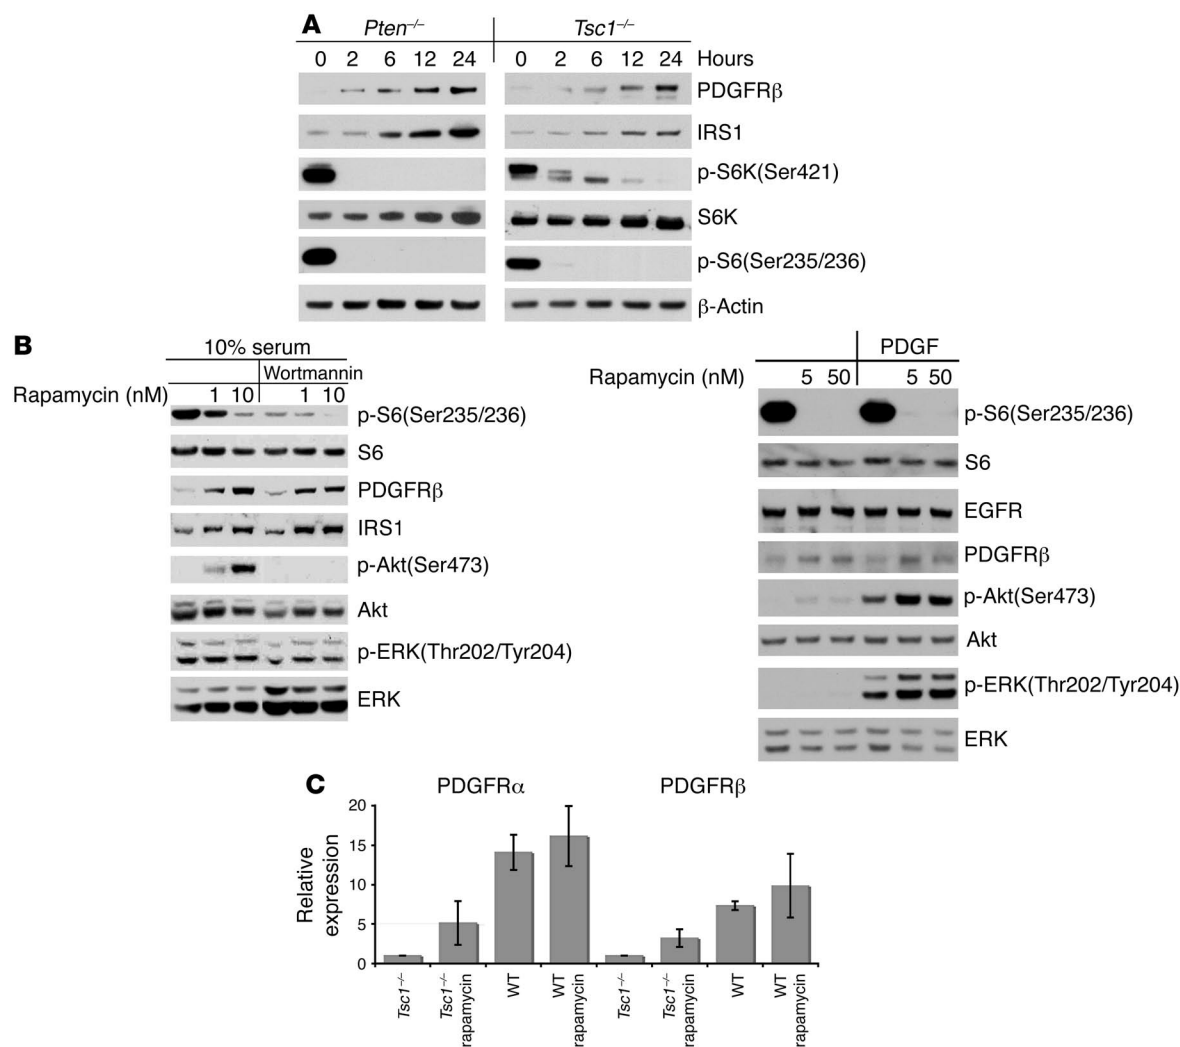 A
Pten–/– Tsc1–/–
0 2 6 12 24 0 2 6 12 24 Hours
PDGFRβ
IRS1
p-S6K(Ser421)
S6K
p-S6(Ser235/236)
β-Actin
B
10% serum
Wortmannin
Rapamycin (nM) 1 10 1 10
p-S6(Ser235/236)
S6
PDGFRβ
IRS1
p-Akt(Ser473)
Akt
p-ERK(Thr202/Tyr204)
ERK
PDGF
Rapamycin (nM) 5 50 5 50
p-S6(Ser235/236)
S6
EGFR
PDGFRβ
p-Akt(Ser473)
Akt
p-ERK(Thr202/Tyr204)
ERK
C
PDGFRα PDGFRβ
Relative
expression
20
15
10
5
0
Tsc1–/–
Tsc1–/–
rapamycin
WT
WT
rapamycin
Tsc1–/–
Tsc1–/–
rapamycin
WT
WT
rapamycin